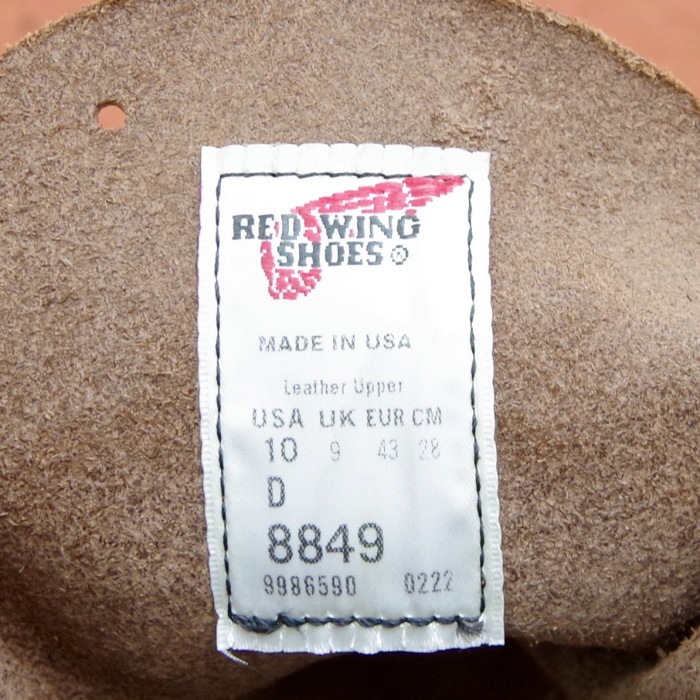 RED WING
SHOES ®
MADE IN USA
Leather Upper
USA UK EUR CM
10 9 43 28
D
8849
9986590 0222